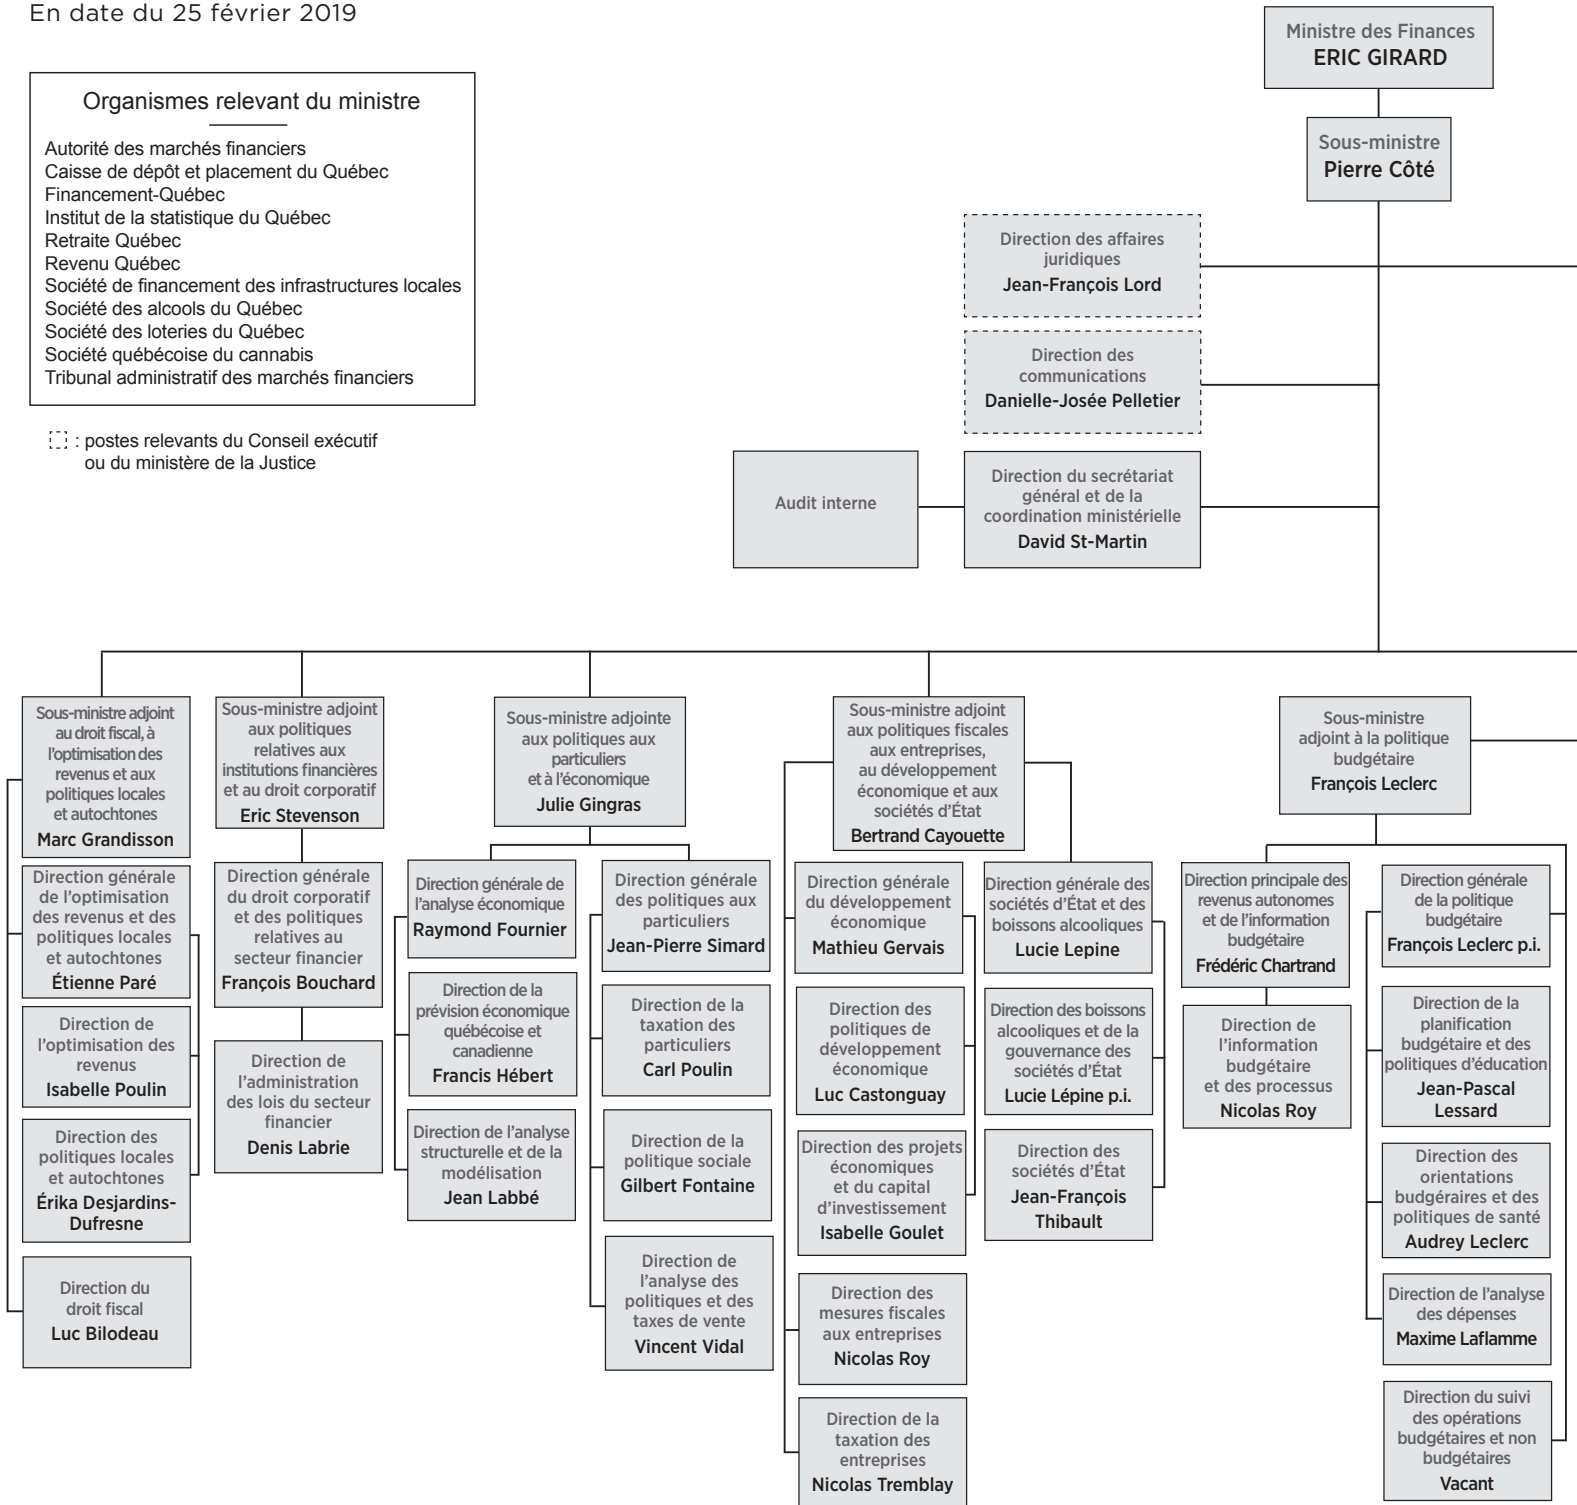 En date du 25 février 2019
Organismes relevant du ministre
Autorité des marchés financiers
Caisse de dépôt et placement du Québec
Financement-Québec
Institut de la statistique du Québec
Retraite Québec
Revenu Québec
Société de financement des infrastructures locales
Société des alcools du Québec
Société des loteries du Québec
Société québécoise du cannabis
Tribunal administratif des marchés financiers
: postes relevants du Conseil exécutif
ou du ministère de la Justice
Ministre des Finances
ERIC GIRARD
Sous-ministre
Pierre Côté
Direction des affaires
juridiques
Jean-François Lord
Direction des
communications
Danielle-Josée Pelletier
Audit interne
Direction du secrétariat
général et de la
coordination ministérielle
David St-Martin
Sous-ministre adjoint
au droit fiscal, à
l'optimisation des
revenus et aux
politiques locales
et autochtones
Marc Grandisson
Direction générale
de l'optimisation
des revenus et des
politiques locales
et autochtones
Étienne Paré
Direction de
l'optimisation des
revenus
Isabelle Poulin
Direction des
politiques locales
et autochtones
Érika Desjardins-
Dufresne
Direction du
droit fiscal
Luc Bilodeau
Sous-ministre adjoint
aux politiques
relatives aux
institutions financières
et au droit corporatif
Eric Stevenson
Direction générale
du droit corporatif
et des politiques
relatives au
secteur financier
François Bouchard
Direction de
l'administration
des lois du secteur
financier
Denis Labrie
Sous-ministre adjointe
aux politiques aux
particuliers
et à l'économique
Julie Gingras
Direction générale de
l'analyse économique
Raymond Fournier
Direction de la
prévision économique
québécoise et
canadienne
Francis Hébert
Direction de l'analyse
structurelle et de la
modélisation
Jean Labbé
Direction générale
des politiques aux
particuliers
Jean-Pierre Simard
Direction de la
taxation des
particuliers
Carl Poulin
Direction de la
politique sociale
Gilbert Fontaine
Direction de
l'analyse des
politiques et des
taxes de vente
Vincent Vidal
Sous-ministre adjoint
aux politiques fiscales
aux entreprises,
au développement
économique et aux
sociétés d'État
Bertrand Cayouette
Direction générale
du développement
économique
Mathieu Gervais
Direction des
politiques de
développement
économique
Luc Castonguay
Direction des projets
économiques
et du capital
d'investissement
Isabelle Goulet
Direction des
mesures fiscales
aux entreprises
Nicolas Roy
Direction de la
taxation des
entreprises
Nicolas Tremblay
Direction générale des
sociétés d'État et des
boissons alcooliques
Lucie Lepine
Direction des boissons
alcooliques et de la
gouvernance des
sociétés d'État
Lucie Lépine p.i.
Direction des
sociétés d'État
Jean-François
Thibault
Sous-ministre
adjoint à la politique
budgétaire
François Leclerc
Direction principale des
revenus autonomes
et de l'information
budgétaire
Frédéric Chartrand
Direction de
l'information
budgétaire
et des processus
Nicolas Roy
Direction générale
de la politique
budgétaire
François Leclerc p.i.
Direction de la
planification
budgétaire et des
politiques d'éducation
Jean-Pascal
Lessard
Direction des
orientations
budgéraires et des
politiques de santé
Audrey Leclerc
Direction de l'analyse
des dépenses
Maxime Laflamme
Direction du suivi
des opérations
budgétaires et non
budgétaires
Vacant